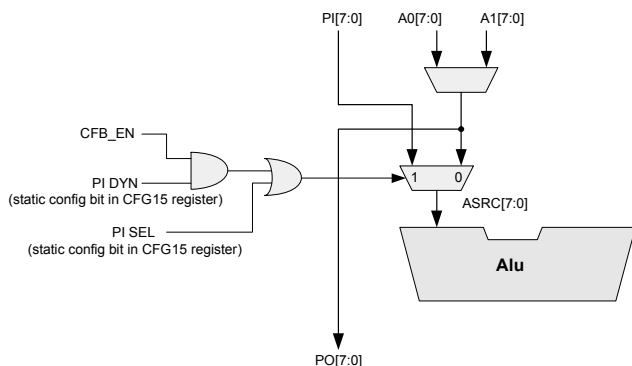 PI[7:0] A0[7:0] A1[7:0]
CFB_EN
PI DYN
(static config bit in CFG15 register)
1 0
PI SEL
(static config bit in CFG15 register)
ASRC[7:0]
Alu
PO[7:0]